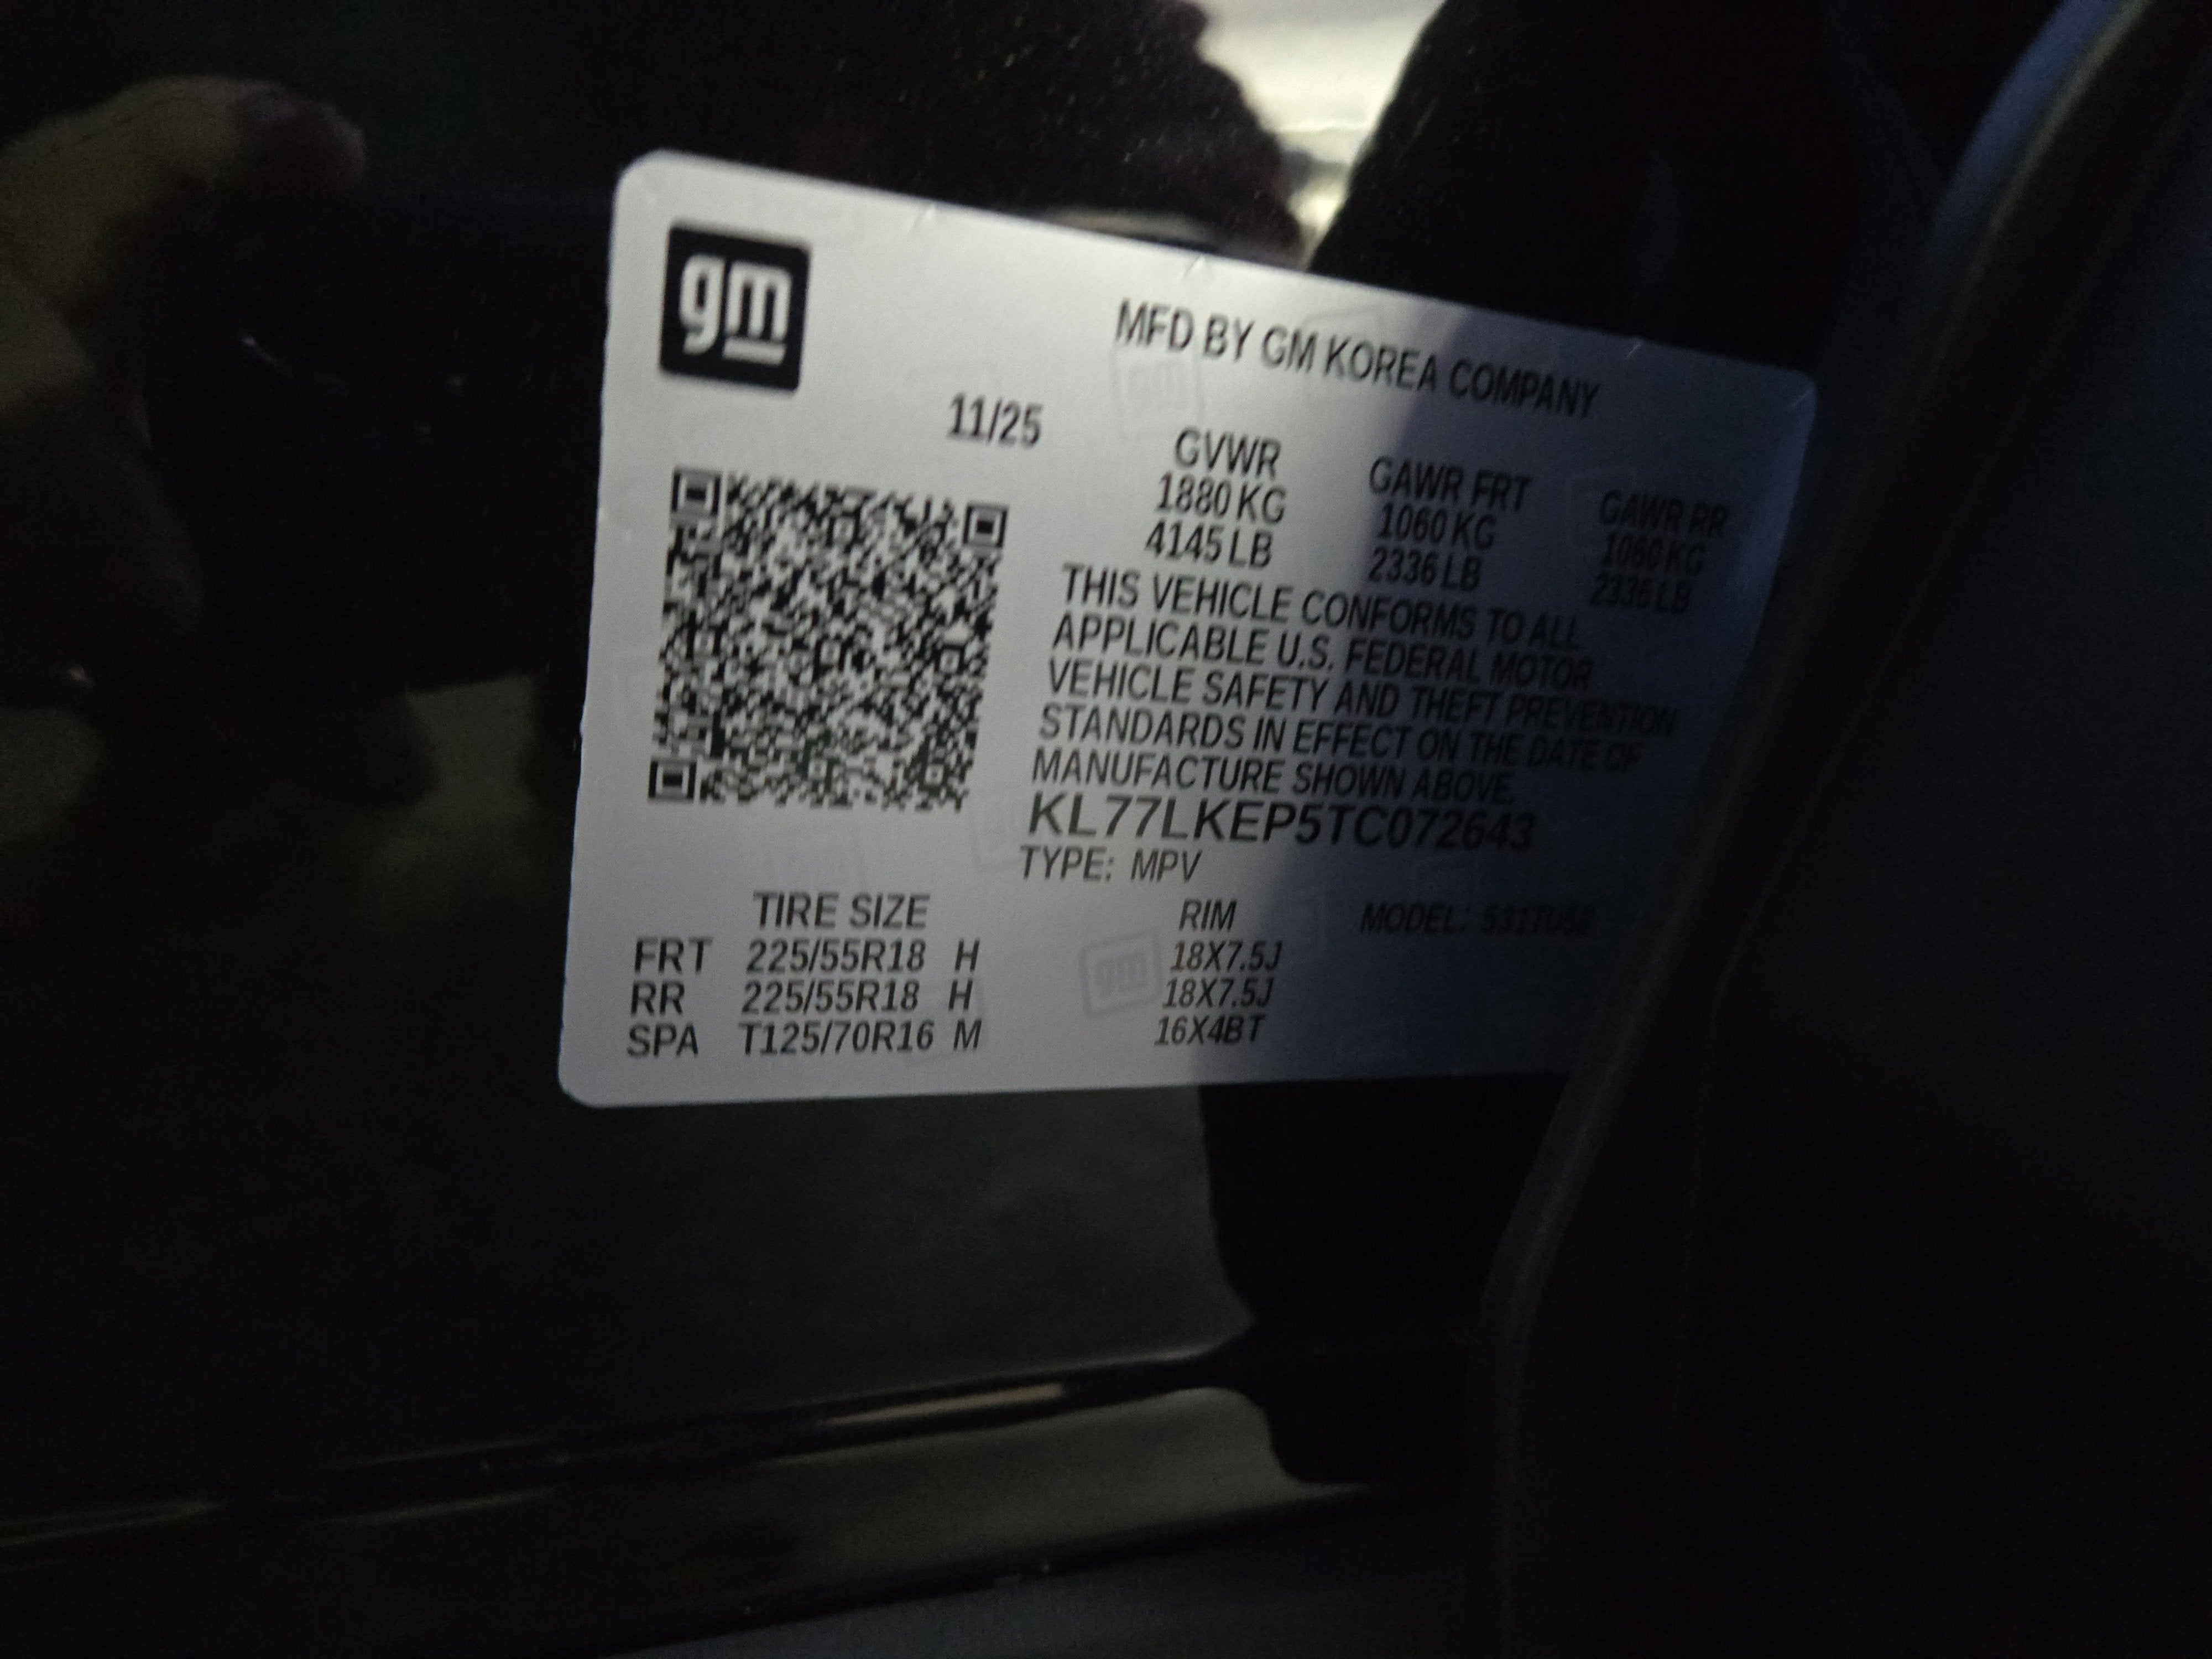 gm
MFD BY GM KOREA COMPANY
11/25
GVWR GAWR FRT GAWR RR
1880 KG 1060 KG 1060 KG
4145 LB 2336 LB 2336 LB
THIS VEHICLE CONFORMS TO ALL
APPLICABLE U.S. FEDERAL MOTOR
VEHICLE SAFETY AND THEFT PREVENTION
STANDARDS IN EFFECT ON THE DATE OF
MANUFACTURE SHOWN ABOVE.
KL77LKEP5TC072643
TYPE: MPV
TIRE SIZE RIM MODEL:
FRT 225/55R18 H 18X7.5J
RR 225/55R18 H 18X7.5J
SPA T125/70R16 M 16X4BT